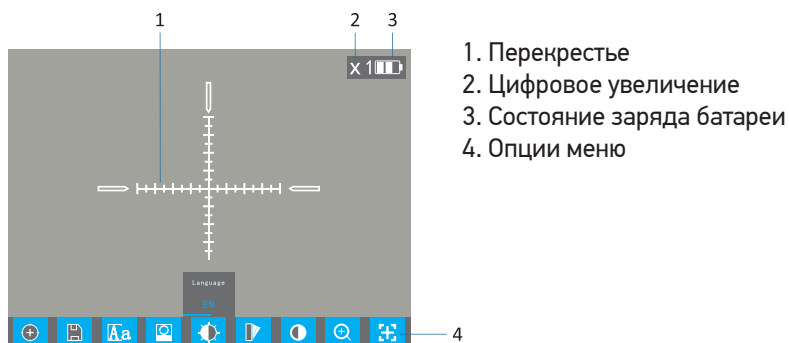 1 2 3
x 1
1. Перекрестье
2. Цифровое увеличение
3. Состояние заряда батареи
4. Опции меню
Language
EN
Aa
4